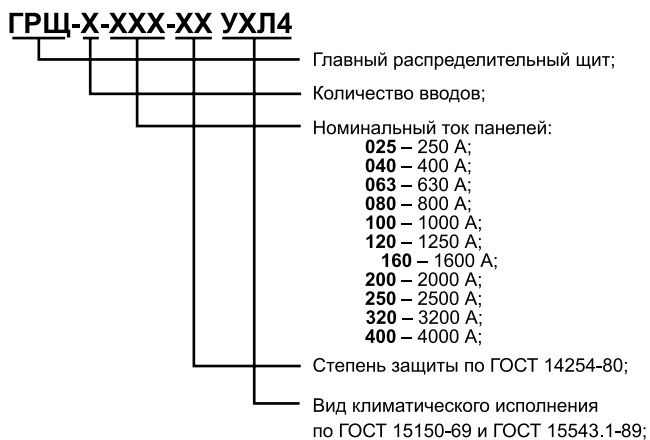 ГРЩ-Х-ХХХ-ХХ УХЛ4
Главный распределительный щит;
Количество вводов;
Номинальный ток панелей:
025 – 250 А;
040 – 400 А;
063 – 630 А;
080 – 800 А;
100 – 1000 А;
120 – 1250 А;
160 – 1600 А;
200 – 2000 А;
250 – 2500 А;
320 – 3200 А;
400 – 4000 А;
Степень защиты по ГОСТ 14254-80;
Вид климатического исполнения
по ГОСТ 15150-69 и ГОСТ 15543.1-89;